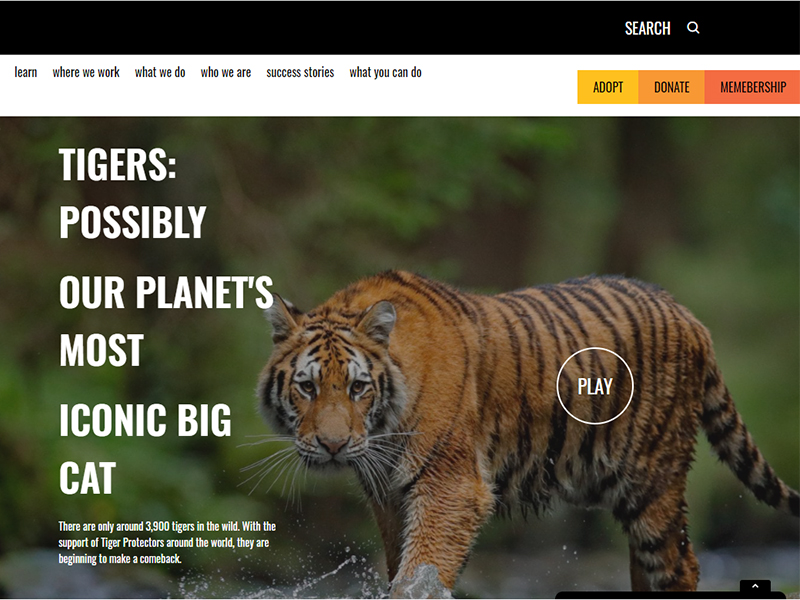 SEARCH
learn where we work what we do who we are success stories what you can do
ADOPT DONATE MEMEBERSHIP
TIGERS:
POSSIBLY
OUR PLANET'S
MOST
ICONIC BIG
CAT
PLAY
There are only around 3,900 tigers in the wild. With the
support of Tiger Protectors around the world, they are
beginning to make a comeback.